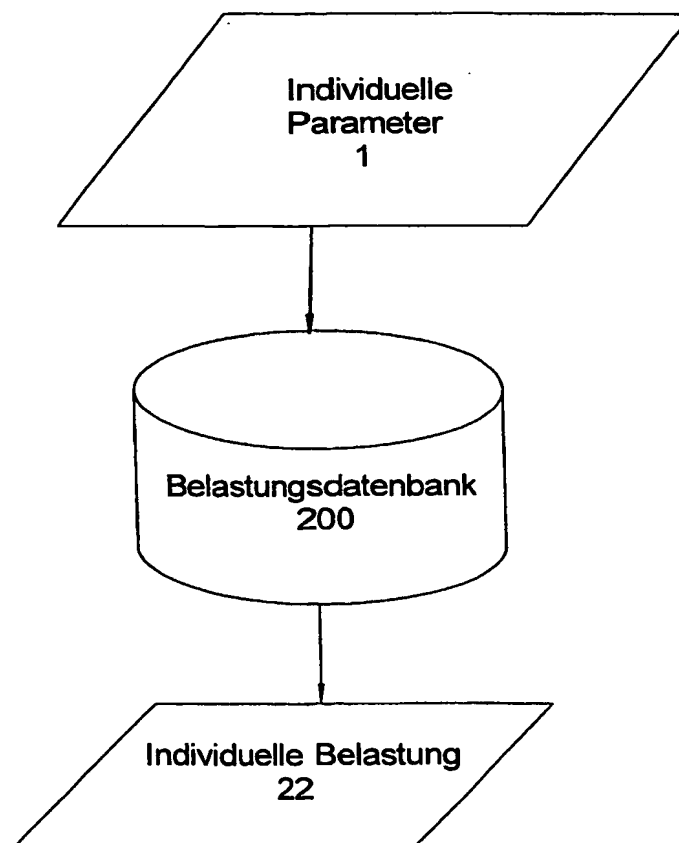 Individuelle
Parameter
1
Belastungsdatenbank
200
Individuelle Belastung
22